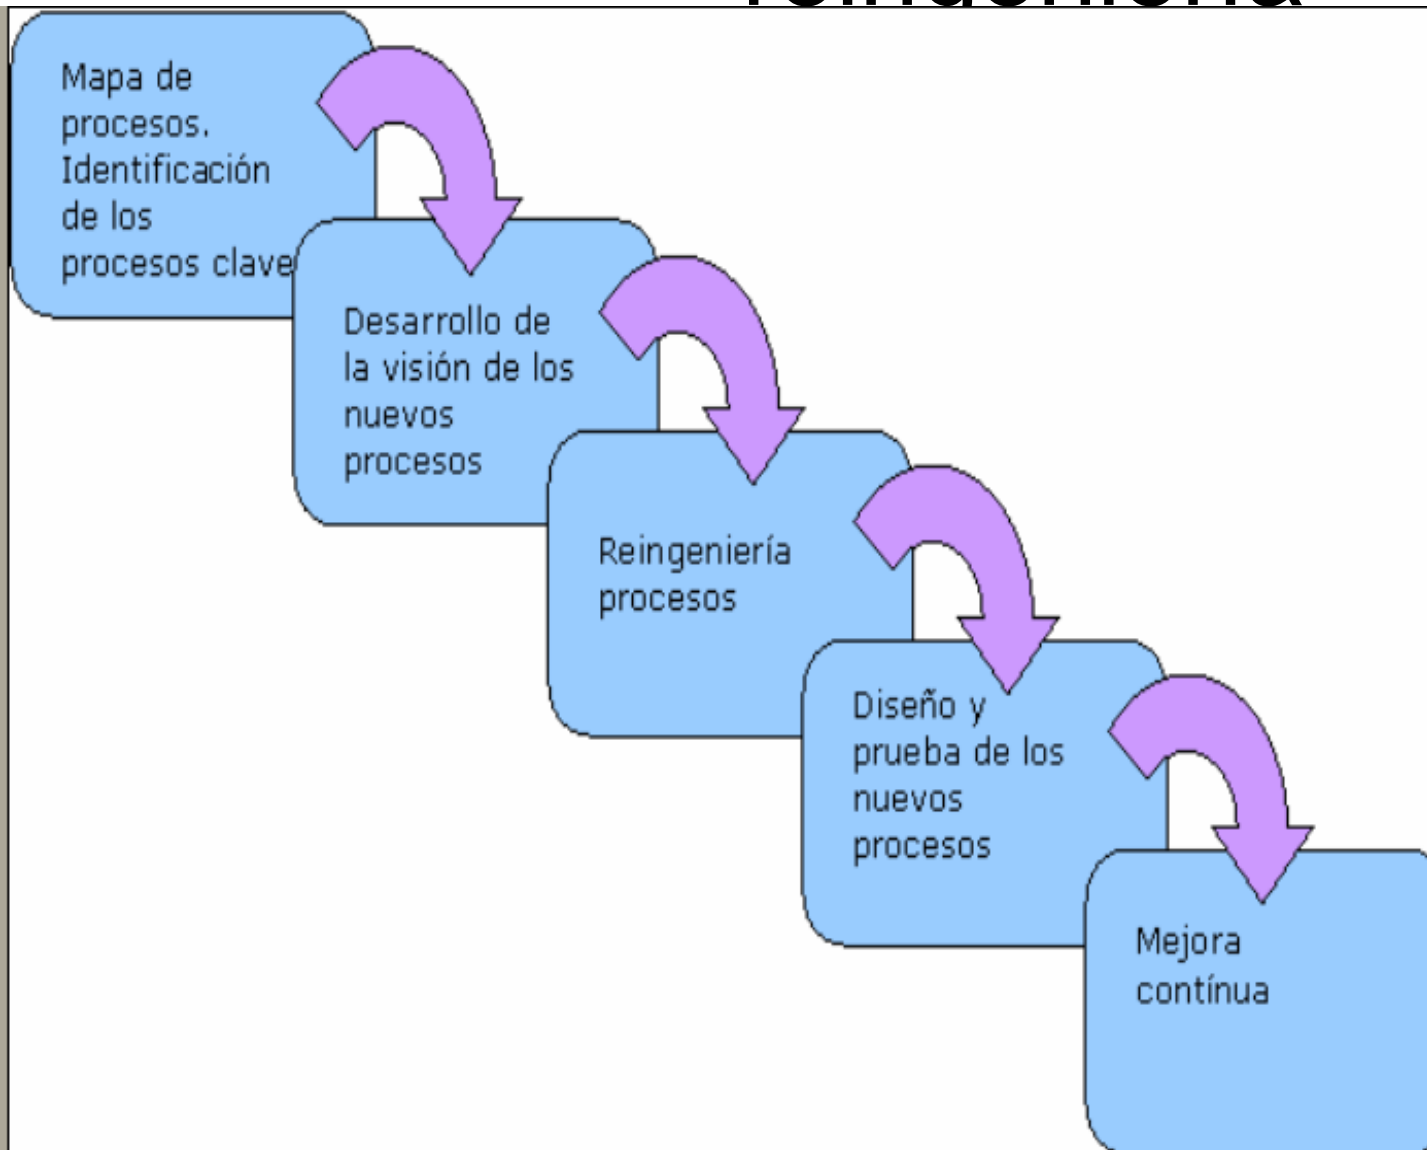 reingeniería
Mapa de
procesos.
Identificación
de los
procesos clave
Desarrollo de
la visión de los
nuevos
procesos
Reingeniería
procesos
Diseño y
prueba de los
nuevos
procesos
Mejora
contínua